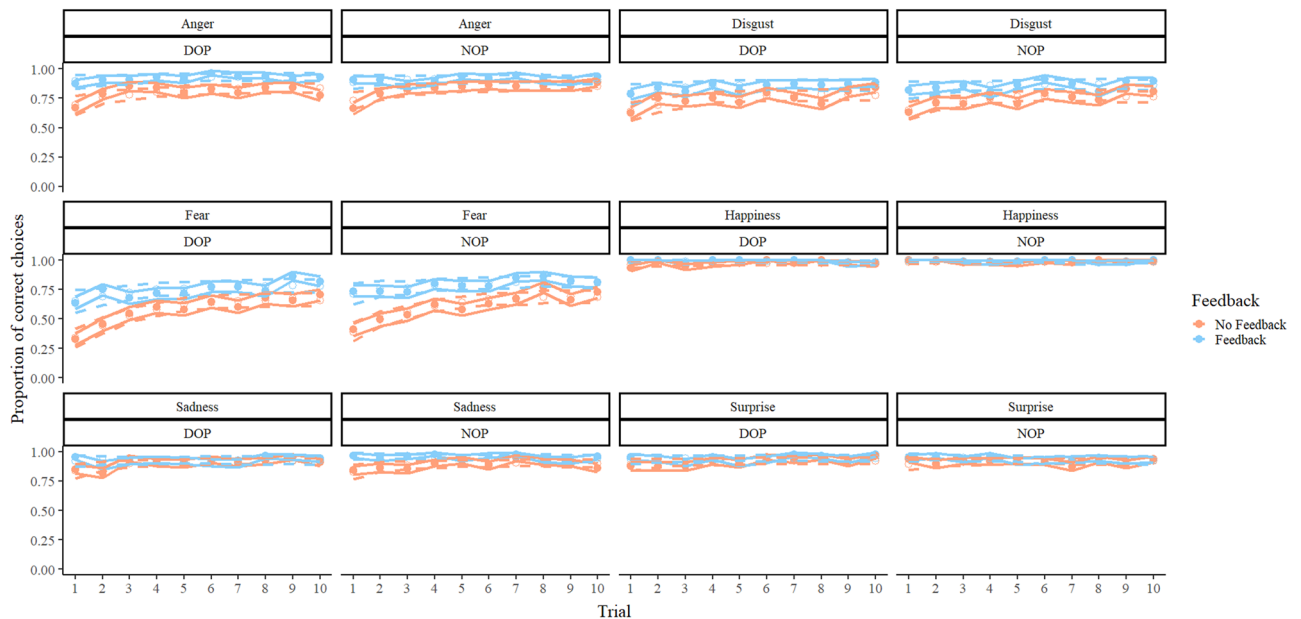 Anger Anger Disgust Disgust
DOP NOP DOP NOP
1.00
0.75
0.50
0.25
0.00
Fear Fear Happiness Happiness
DOP NOP DOP NOP
1.00
0.75
0.50
0.25
0.00
Sadness Sadness Surprise Surprise
DOP NOP DOP NOP
1.00
0.75
0.50
0.25
0.00
1 2 3 4 5 6 7 8 9 10 1 2 3 4 5 6 7 8 9 10 1 2 3 4 5 6 7 8 9 10 1 2 3 4 5 6 7 8 9 10
Trial
Proportion of correct choices
Feedback
No Feedback
Feedback